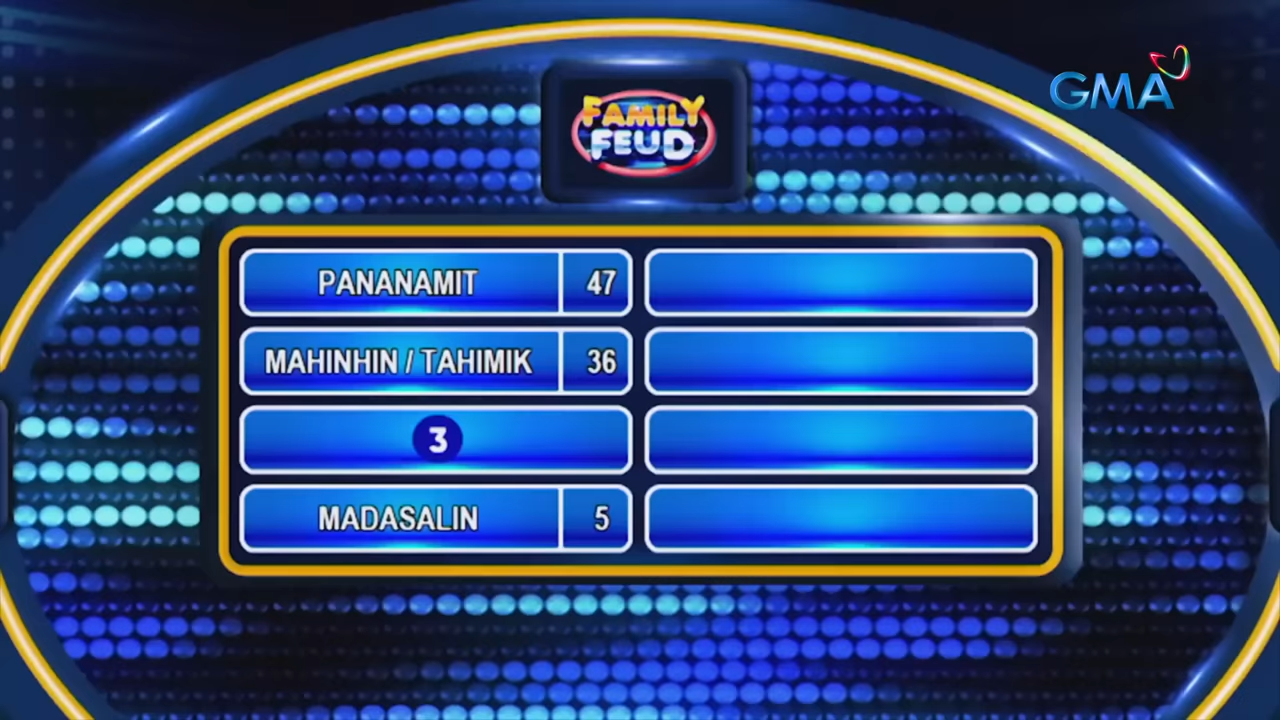 GMA
FAMILY
FEUD
PANANAMIT 47
MAHINHIN / TAHIMIK 36
3
MADASALIN 5